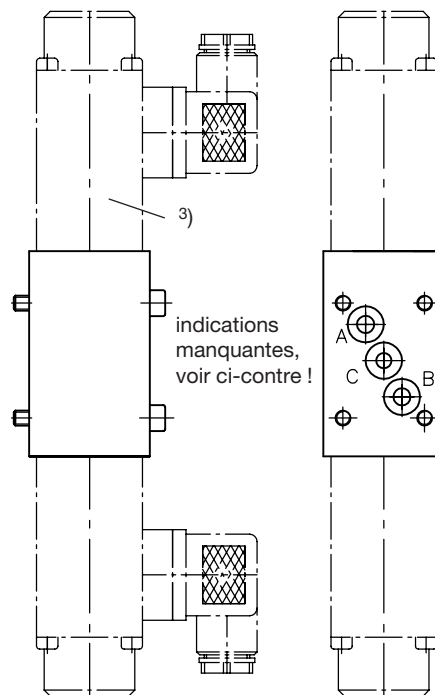 3)
indications
manquantes,
voir ci-contre !
A
C
B